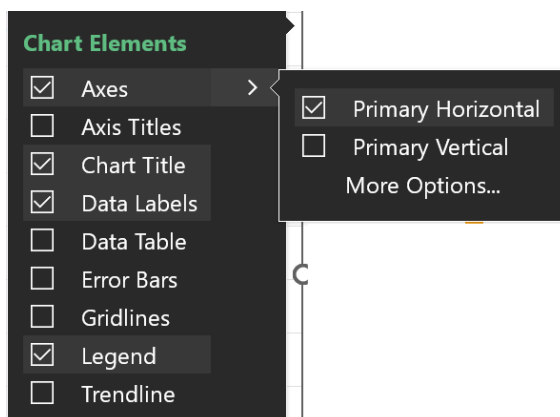 Chart Elements
Axes
Axis Titles
Chart Title
Data Labels
Data Table
Error Bars
Gridlines
Legend
Trendline
Primary Horizontal
Primary Vertical
More Options...